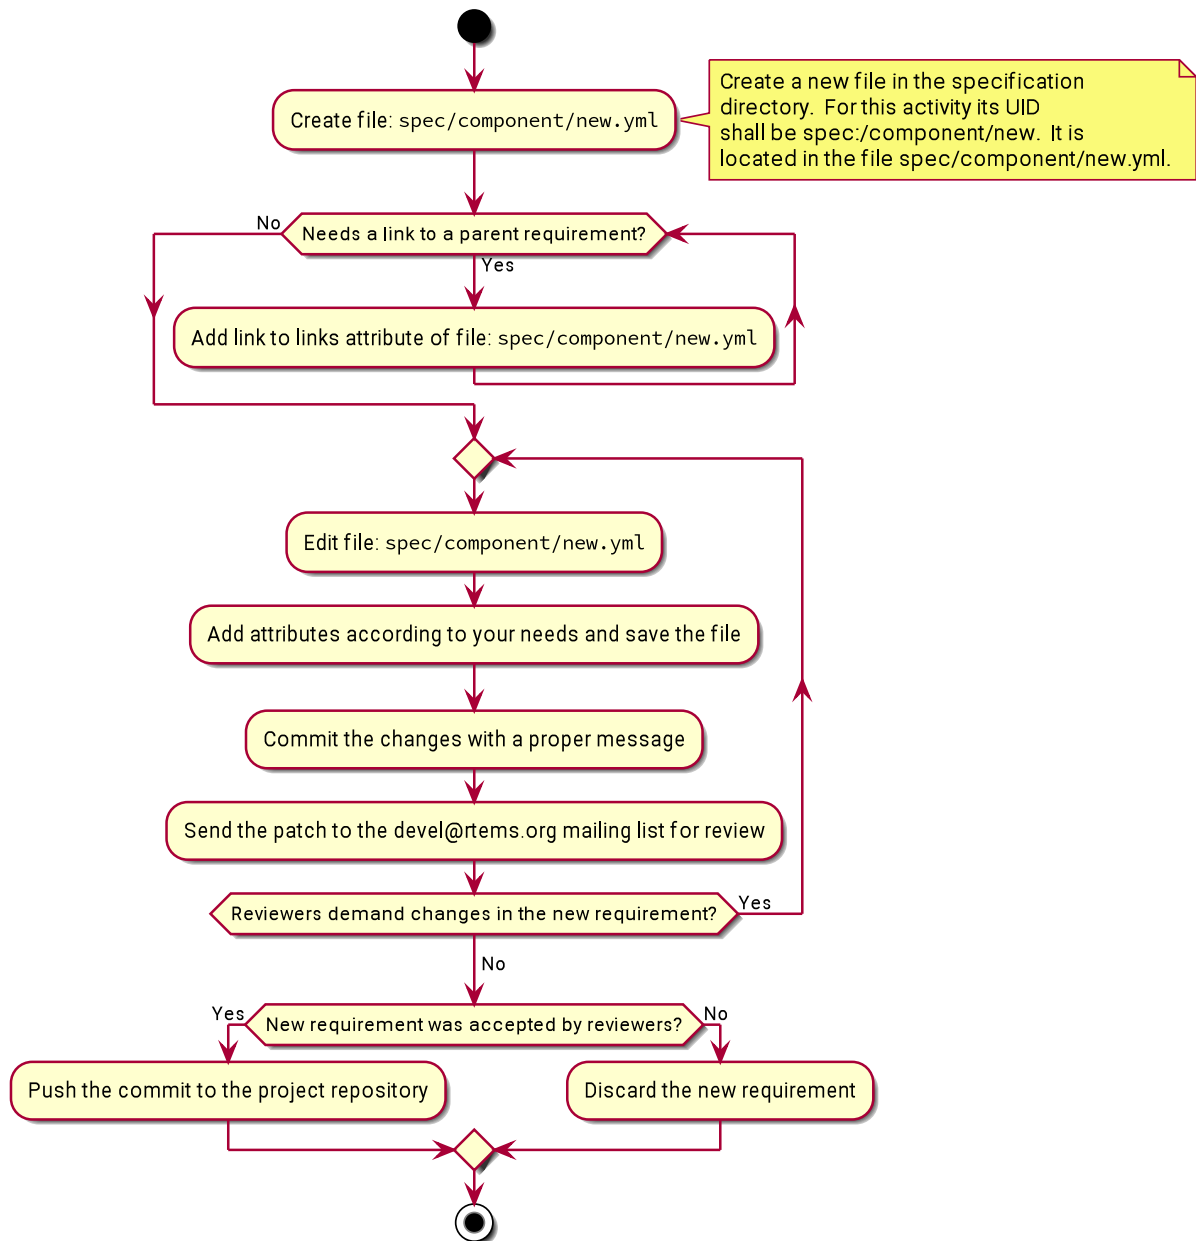 Create file: spec/component/new.yml
Create a new file in the specification
directory.  For this activity its UID
shall be spec:/component/new.  It is
located in the file spec/component/new.yml.
No
Needs a link to a parent requirement?
Yes
Add link to links attribute of file: spec/component/new.yml
Edit file: spec/component/new.yml
Add attributes according to your needs and save the file
Commit the changes with a proper message
Send the patch to the devel@rtems.org mailing list for review
Reviewers demand changes in the new requirement?
Yes
No
Yes
New requirement was accepted by reviewers?
No
Push the commit to the project repository
Discard the new requirement